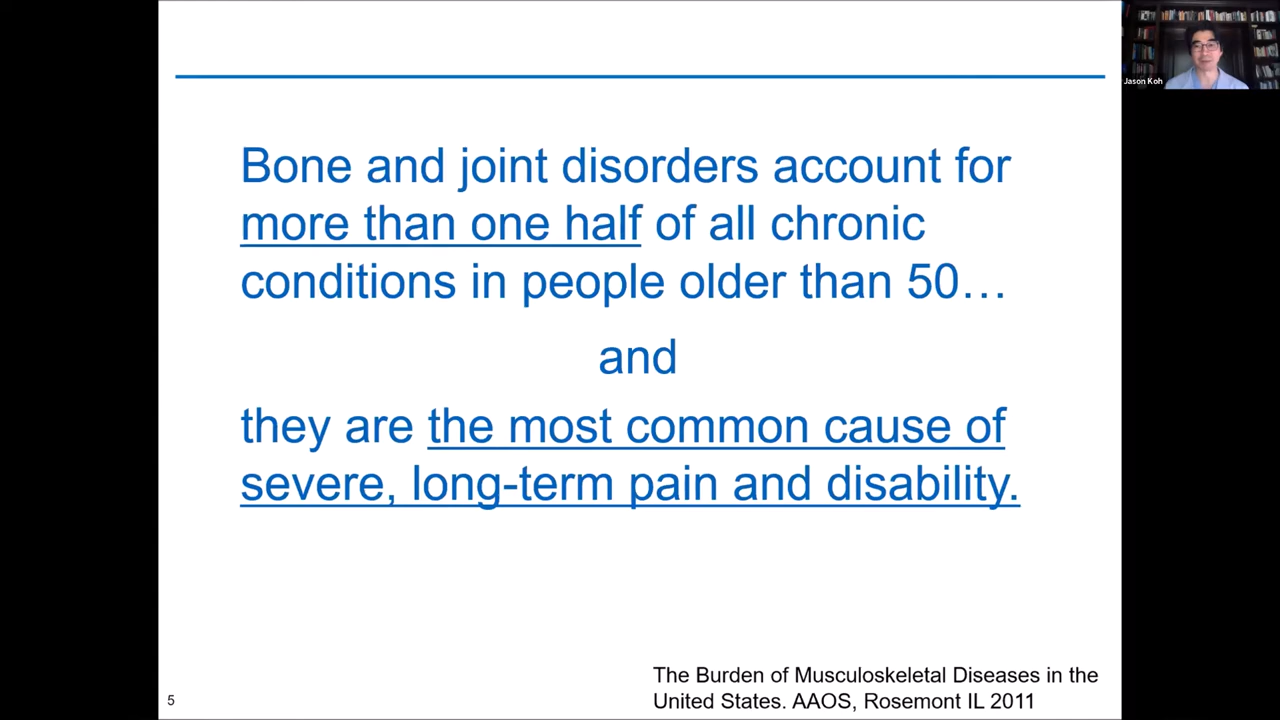 Jason Koh
Bone and joint disorders account for
more than one half of all chronic
conditions in people older than 50…
and
they are the most common cause of
severe, long-term pain and disability.
The Burden of Musculoskeletal Diseases in the
United States. AAOS, Rosemont IL 2011
5